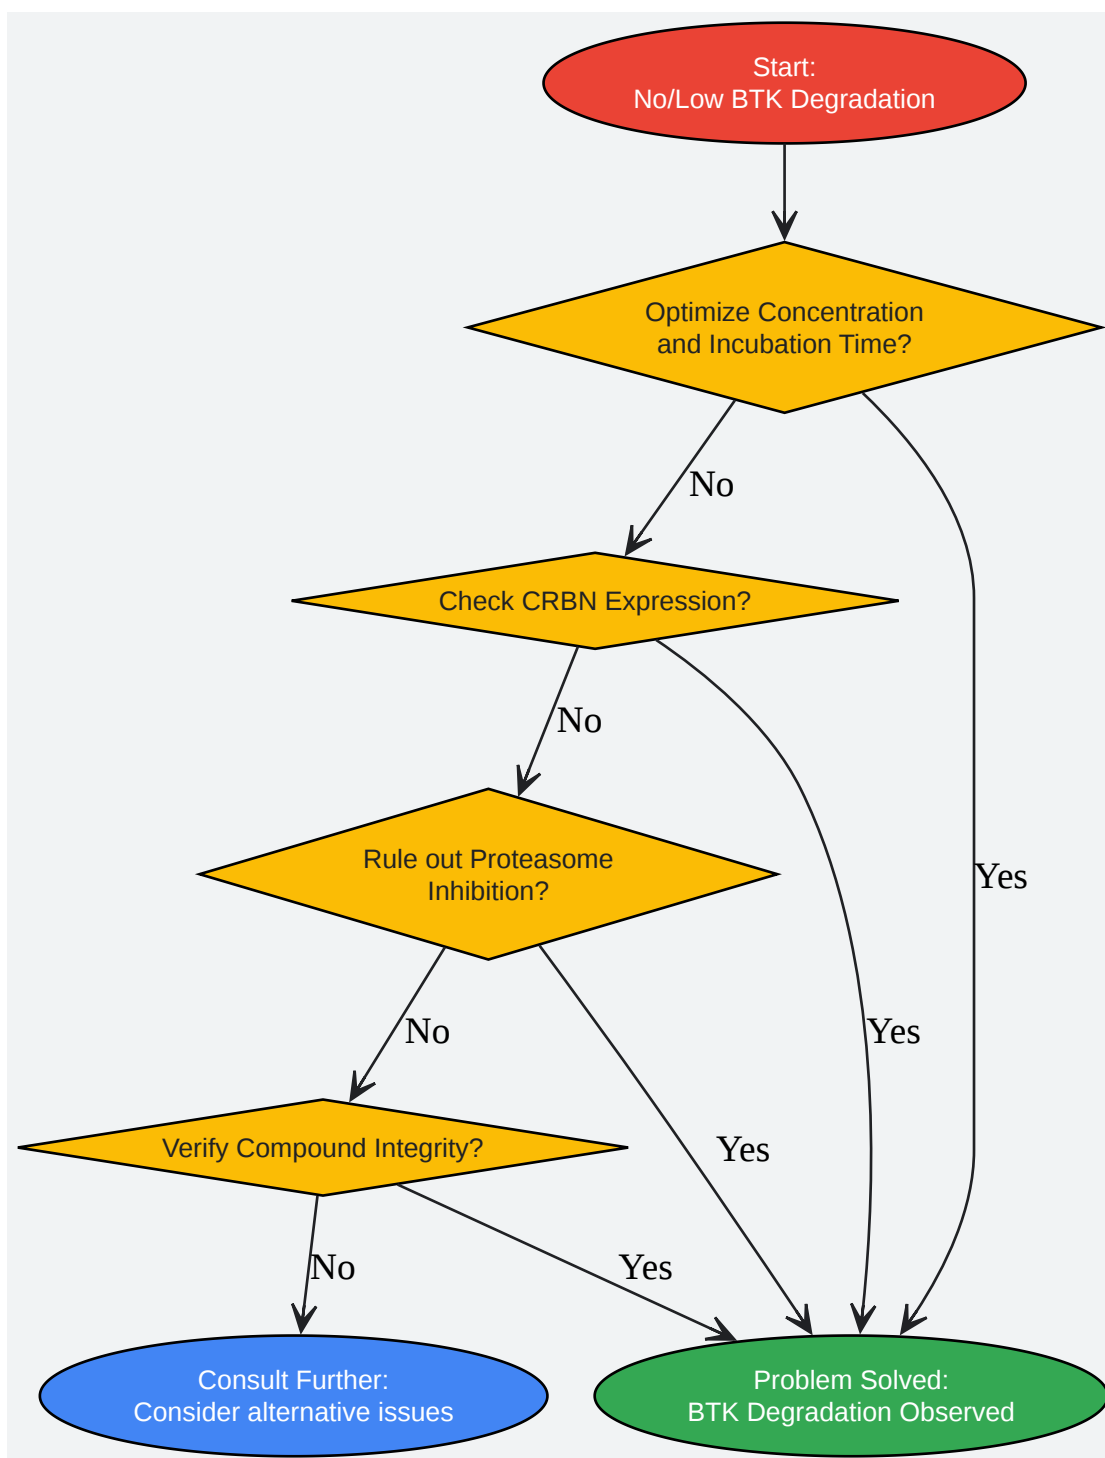 Start:
No/Low BTK Degradation
Optimize Concentration
and Incubation Time?
No
Check CRBN Expression?
No
Rule out Proteasome
Inhibition?
Yes
No
Yes
Verify Compound Integrity?
Yes
No
Yes
Consult Further:
Consider alternative issues
Problem Solved:
BTK Degradation Observed